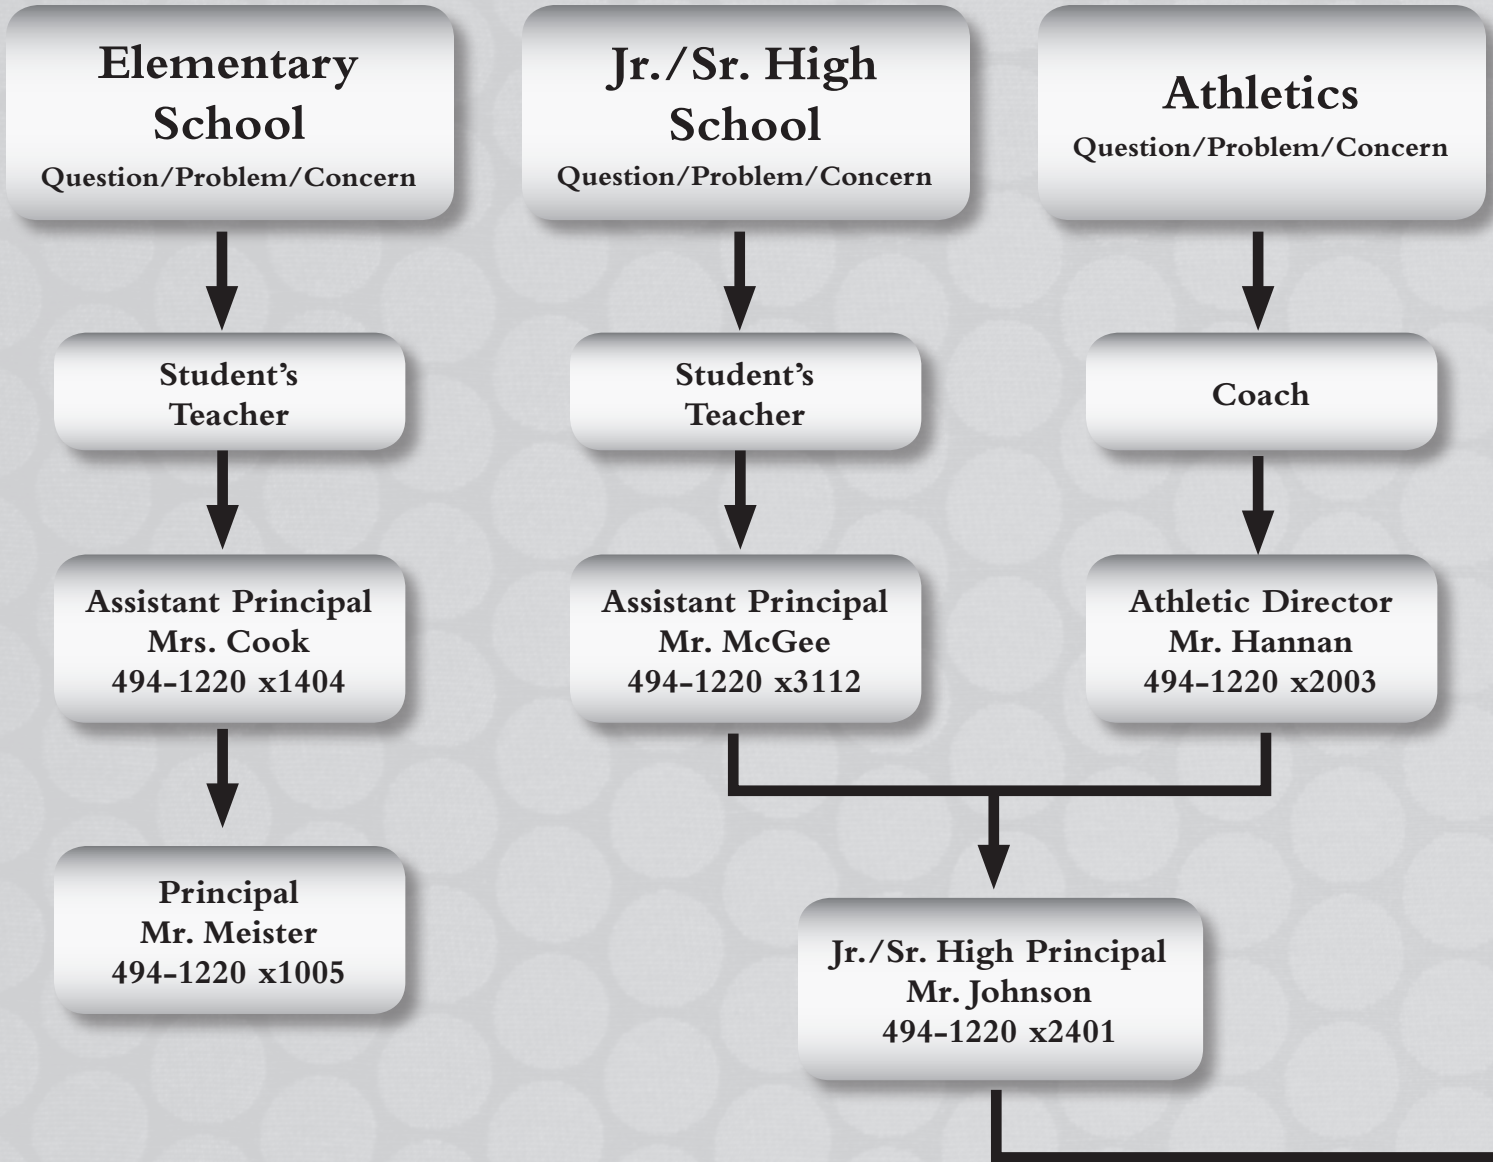 Elementary
School
Question/Problem/Concern
Student’s
Teacher
Assistant Principal
Mrs. Cook
494-1220 x1404
Principal
Mr. Meister
494-1220 x1005
Jr./Sr. High
School
Question/Problem/Concern
Student’s
Teacher
Assistant Principal
Mr. McGee
494-1220 x3112
Athletics
Question/Problem/Concern
Coach
Athletic Director
Mr. Hannan
494-1220 x2003
Jr./Sr. High Principal
Mr. Johnson
494-1220 x2401